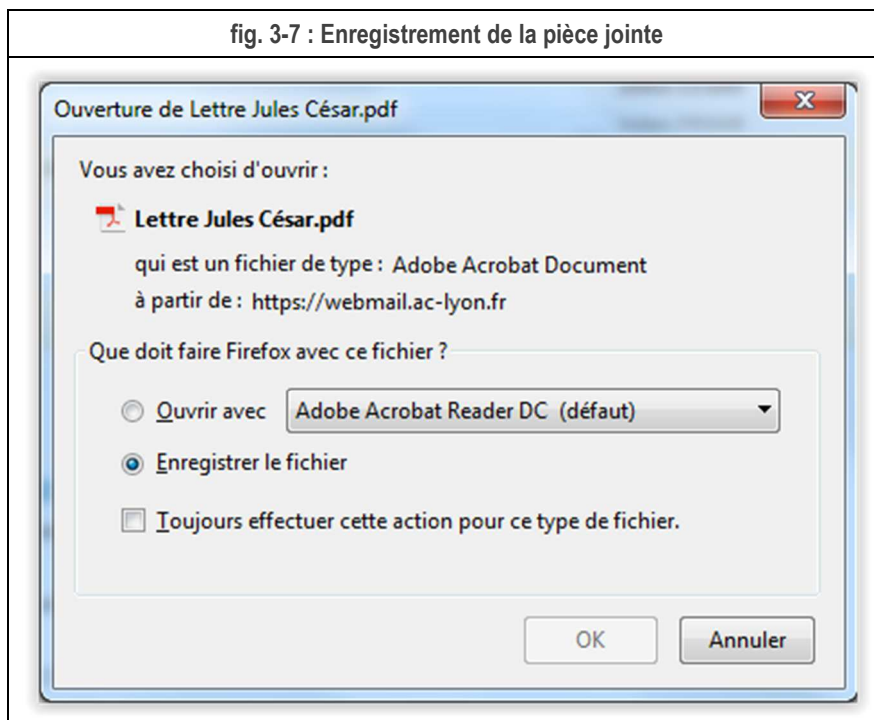 fig. 3-7 : Enregistrement de la pièce jointe
Ouverture de Lettre Jules César.pdf
Vous avez choisi d'ouvrir :
Lettre Jules César.pdf
qui est un fichier de type : Adobe Acrobat Document
à partir de : https://webmail.ac-lyon.fr
Que doit faire Firefox avec ce fichier ?
Ouvrir avec Adobe Acrobat Reader DC (défaut)
Enregistrer le fichier
Toujours effectuer cette action pour ce type de fichier.
OK Annuler